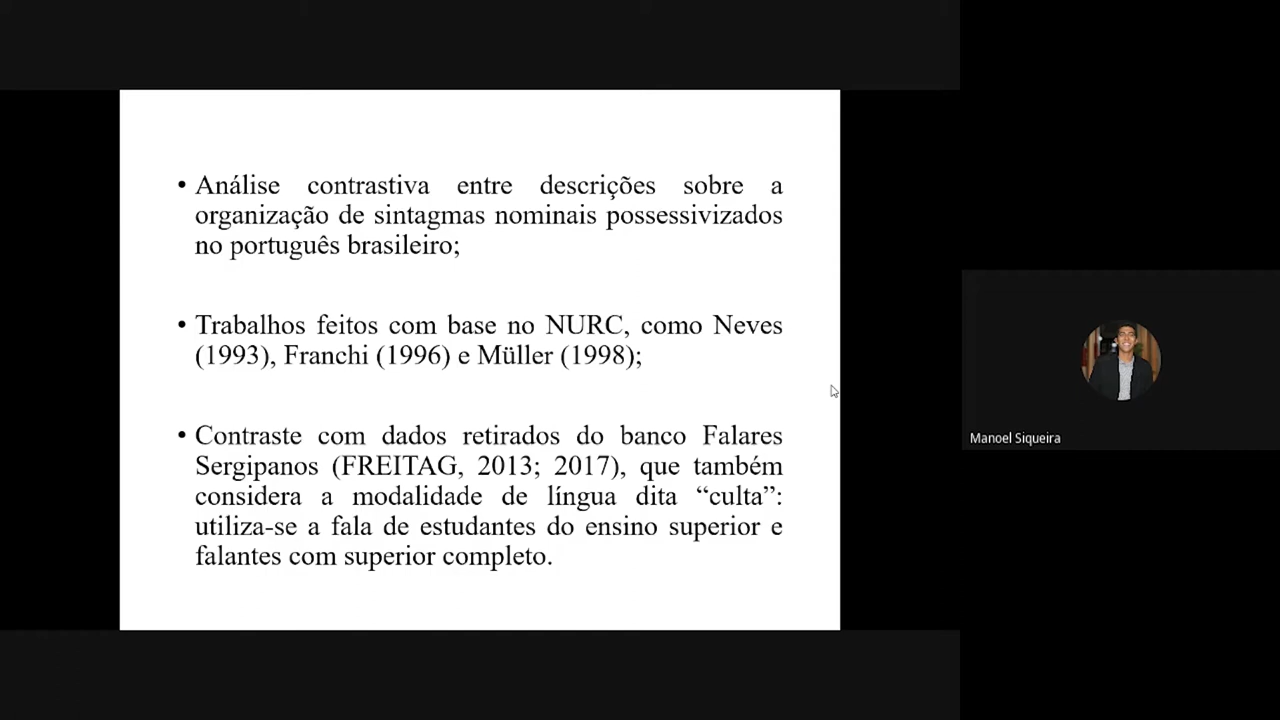 • Análise contrastiva entre descrições sobre a
organização de sintagmas nominais possessivizados
no português brasileiro;
• Trabalhos feitos com base no NURC, como Neves
(1993), Franchi (1996) e Müller (1998);
• Contraste com dados retirados do banco Falares
Sergipanos (FREITAG, 2013; 2017), que também
considera a modalidade de língua dita “culta”:
utiliza-se a fala de estudantes do ensino superior e
falantes com superior completo.
Manoel Siqueira